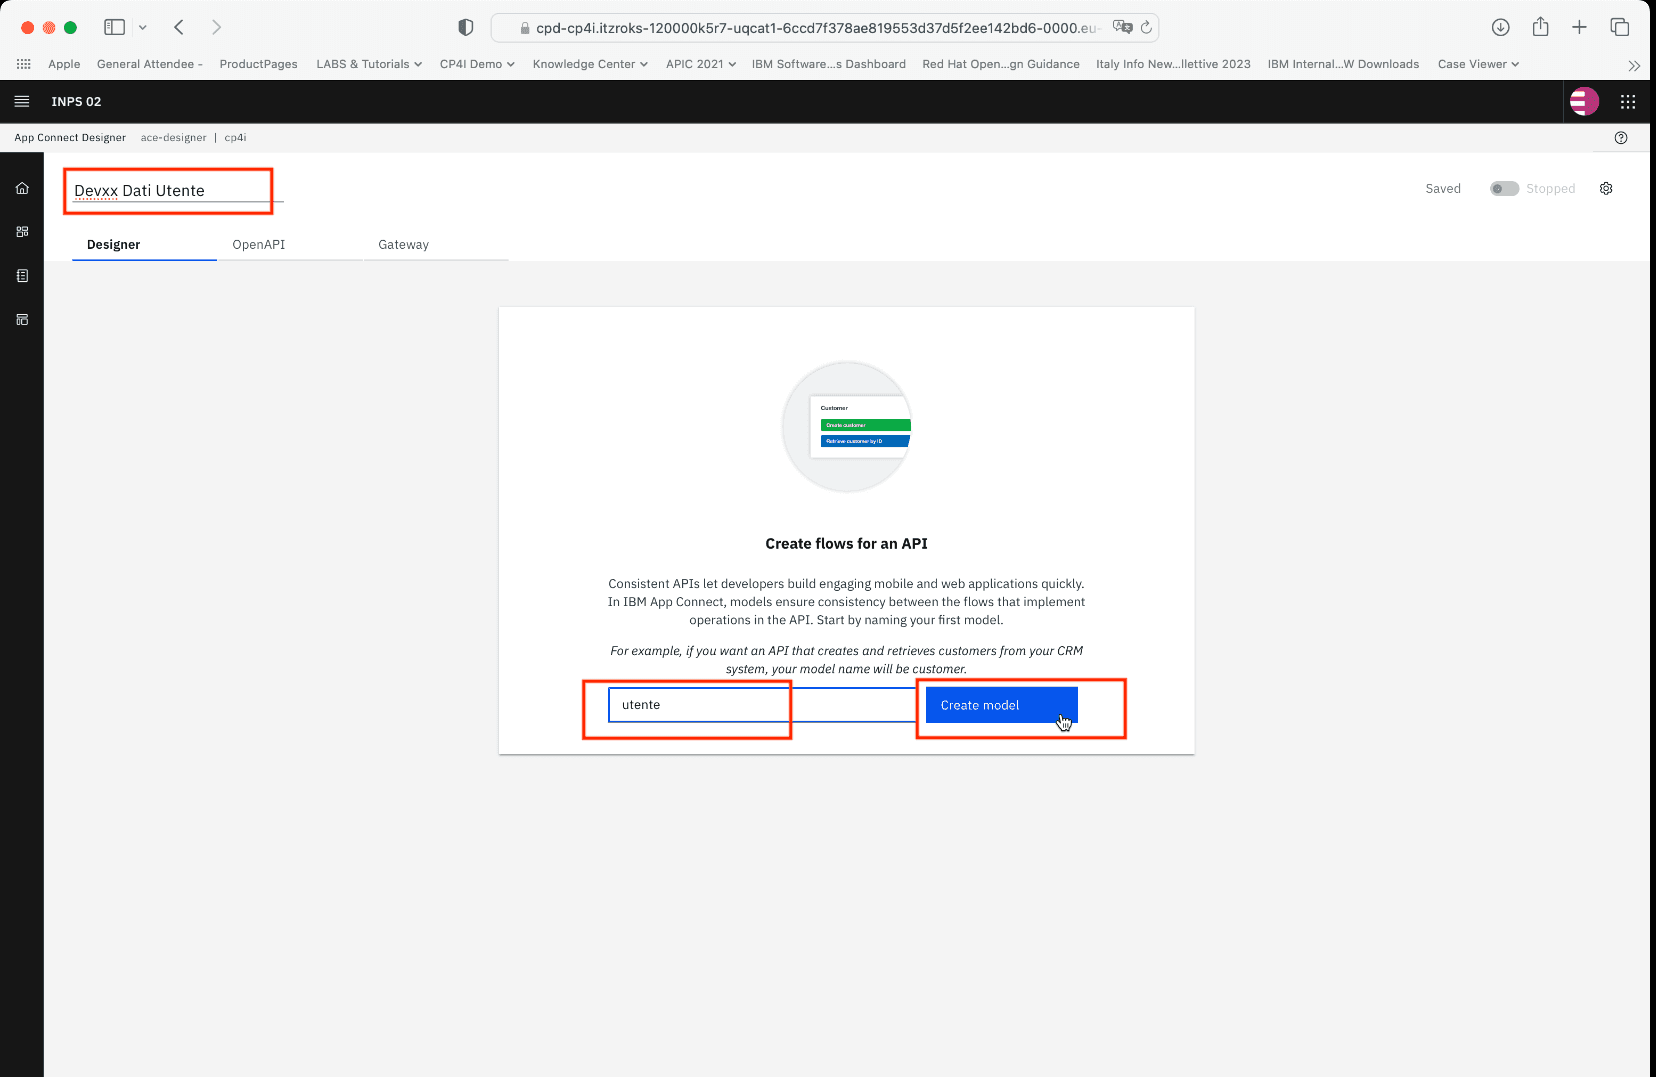 cpd-cp4i.itzroks-120000k5r7-uqcat1-6ccd7f378ae819553d37d5f2ee142bd6-0000.eu-
Apple General Attendee - ProductPages LABS & Tutorials CP4I Demo Knowledge Center APIC 2021 IBM Software...s Dashboard Red Hat Open...gn Guidance Italy Info New...llettive 2023 IBM Internal...W Downloads Case Viewer
INPS 02
App Connect Designer ace-designer | cp4i
Devxx Dati Utente
Saved Stopped
Designer OpenAPI Gateway
Customer
Create customer
Retrieve customer by ID
Create flows for an API
Consistent APIs let developers build engaging mobile and web applications quickly.
In IBM App Connect, models ensure consistency between the flows that implement
operations in the API. Start by naming your first model.
For example, if you want an API that creates and retrieves customers from your CRM
system, your model name will be customer.
utente Create model